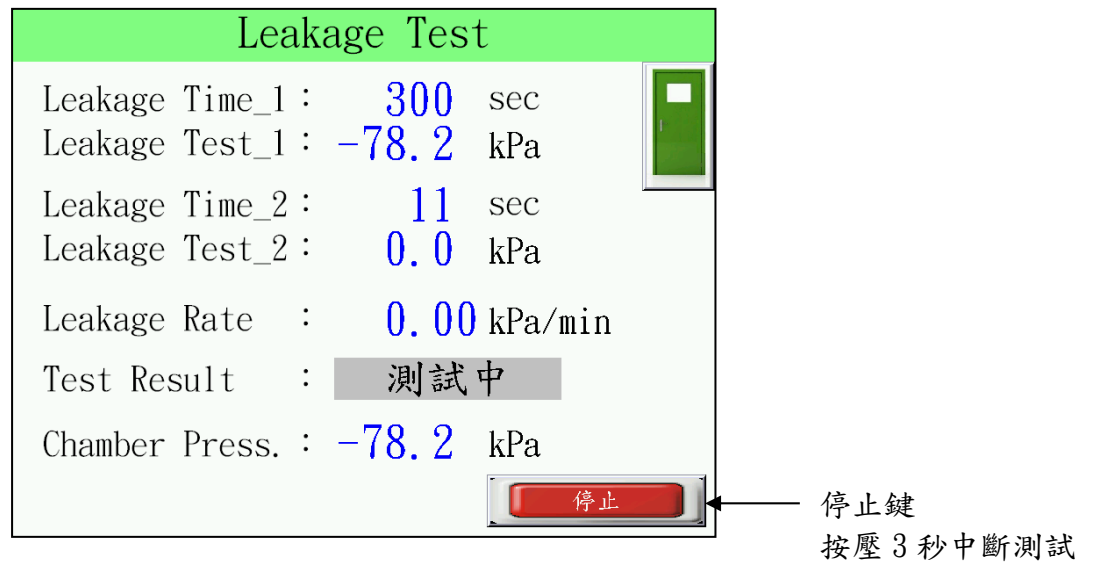 Leakage Test
Leakage Time_1： 300 sec
Leakage Test_1： -78.2 kPa
Leakage Time_2： 11 sec
Leakage Test_2： 0.0 kPa
Leakage Rate ： 0.00 kPa/min
Test Result ： 測試中
Chamber Press.： -78.2 kPa
停止
停止鍵
按壓 3 秒中斷測試